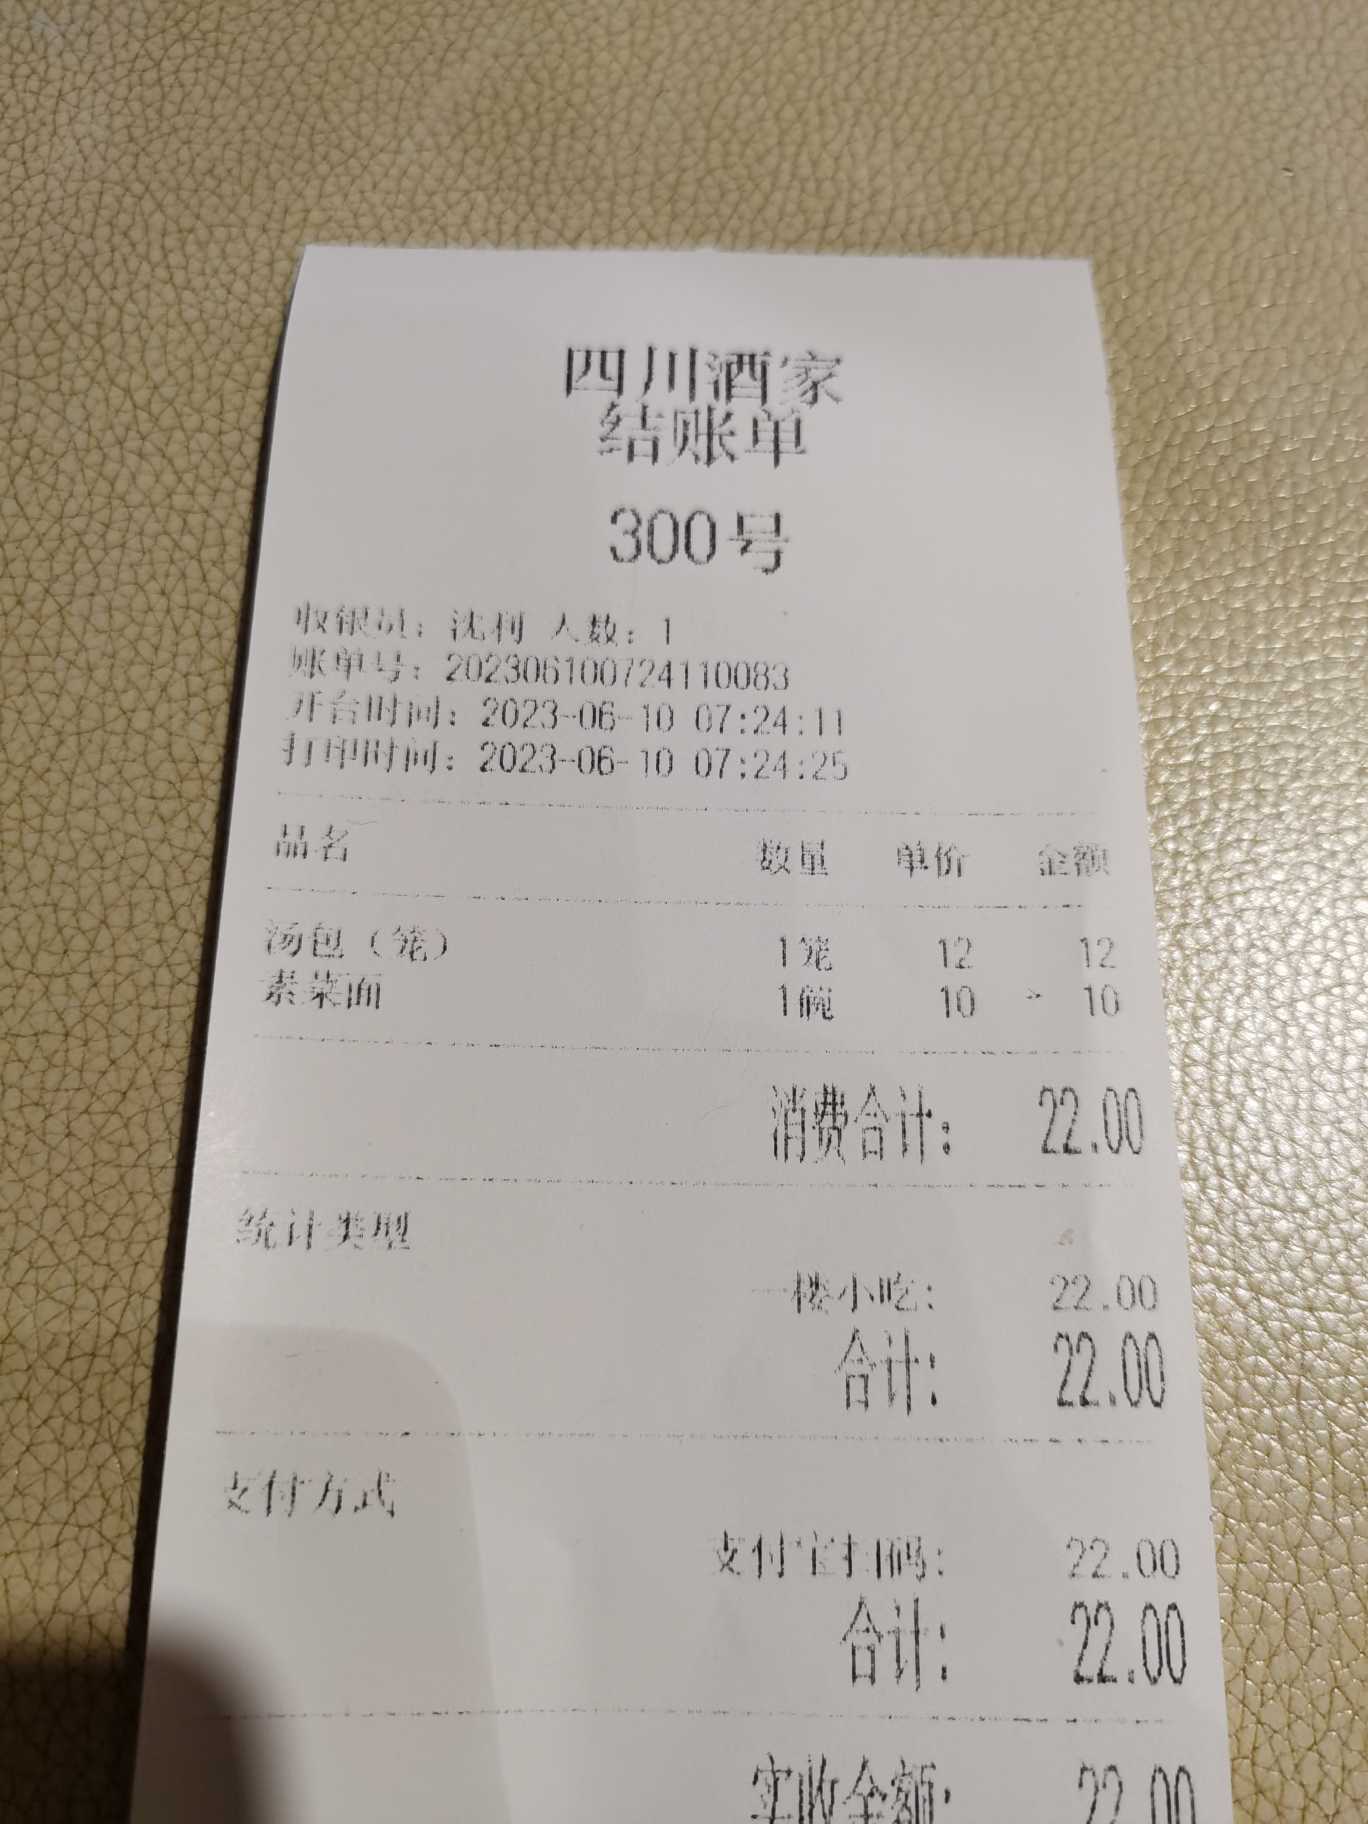 四川酒家
结账单
300号
收银员：沈利 人数：1
账单号：202306100724110083
开台时间：2023-06-10 07:24:11
打印时间：2023-06-10 07:24:25
品名 数量 单价 金额
汤包（笼） 1笼 12 12
素菜面 1碗 10 10
消费合计： 22.00
统计类型
一楼小吃： 22.00
合计： 22.00
支付方式
支付宝扫码： 22.00
合计： 22.00
实收金额： 22.00